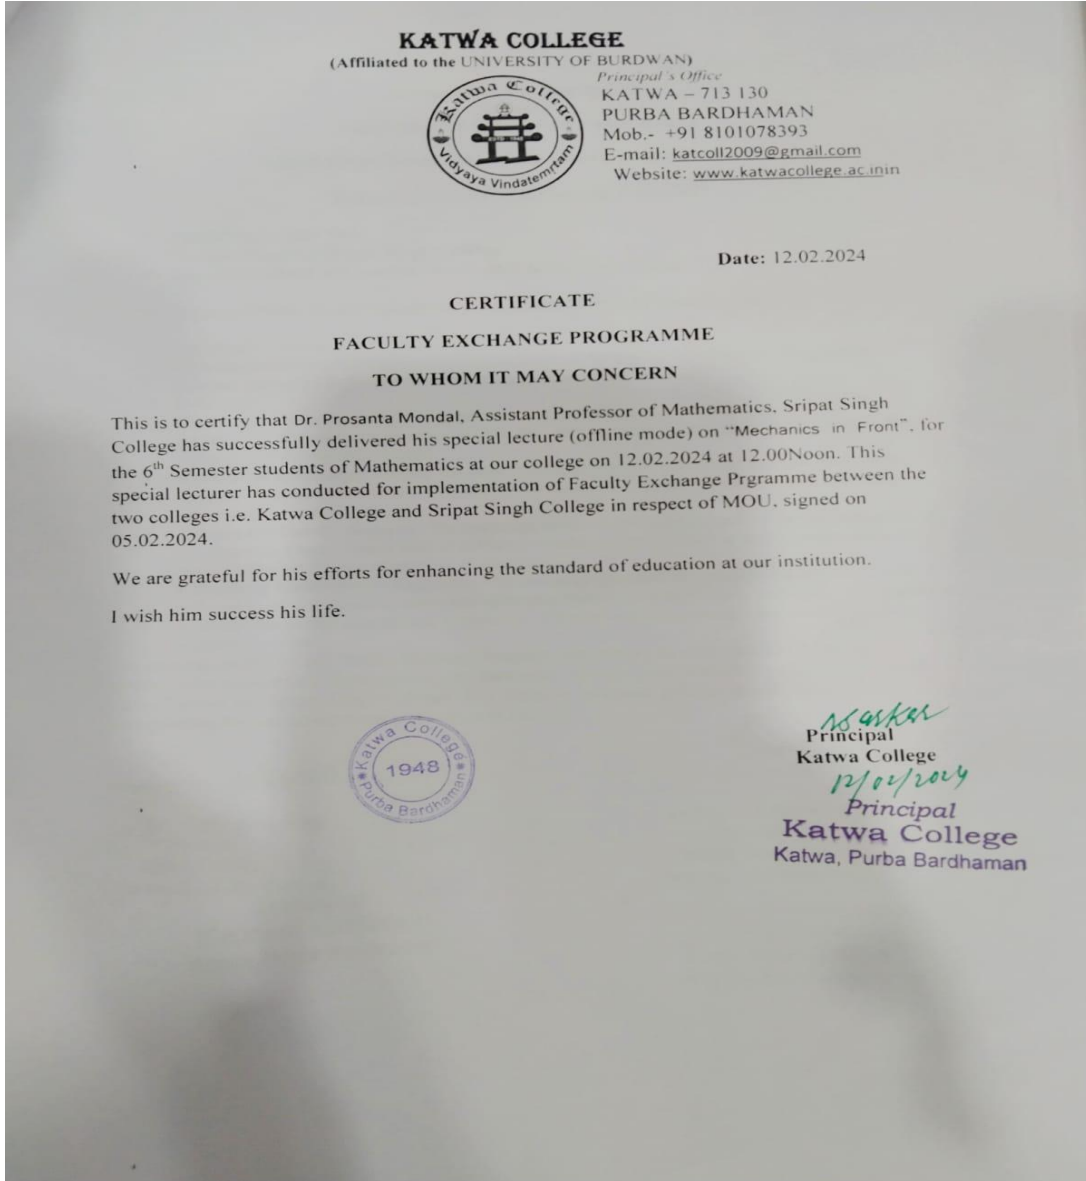 KATWA COLLEGE
(Affiliated to the UNIVERSITY OF BURDWAN)
Principal's Office
KATWA – 713 130
PURBA BARDHAMAN
Mob.- +91 8101078393
E-mail: katcoll2009@gmail.com
Website: www.katwacollege.ac.inin
Katwa College
Vidyaya Vindatemrtam
Date: 12.02.2024
CERTIFICATE
FACULTY EXCHANGE PROGRAMME
TO WHOM IT MAY CONCERN
This is to certify that Dr. Prosanta Mondal, Assistant Professor of Mathematics, Sripat Singh
College has successfully delivered his special lecture (offline mode) on "Mechanics in Front", for
the 6th Semester students of Mathematics at our college on 12.02.2024 at 12.00Noon. This
special lecturer has conducted for implementation of Faculty Exchange Prgramme between the
two colleges i.e. Katwa College and Sripat Singh College in respect of MOU, signed on
05.02.2024.
We are grateful for his efforts for enhancing the standard of education at our institution.
I wish him success his life.
Katwa College
1948
Purba Bardhaman
Principal
Katwa College
12/02/2024
Principal
Katwa College
Katwa, Purba Bardhaman